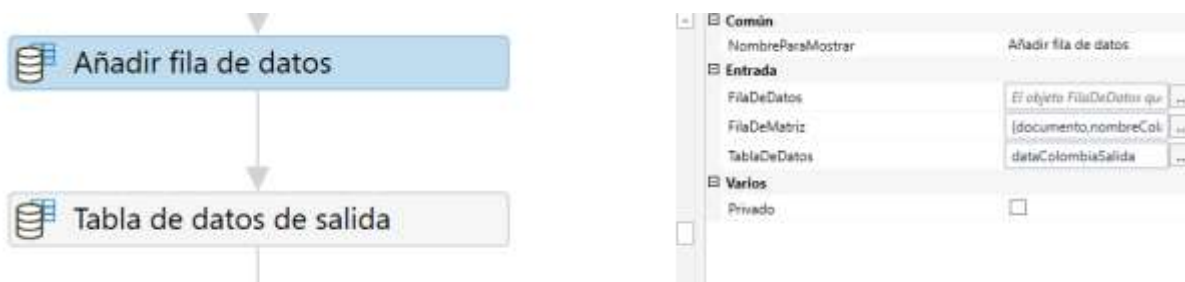 Añadir fila de datos
Tabla de datos de salida
Común
NombreParaMostrar Añadir fila de datos
Entrada
FilaDeDatos El objeto FilaDeDatos que ...
FilaDeMatriz {documento,nombreCol ...
TablaDeDatos dataColombiaSalida ...
Varios
Privado